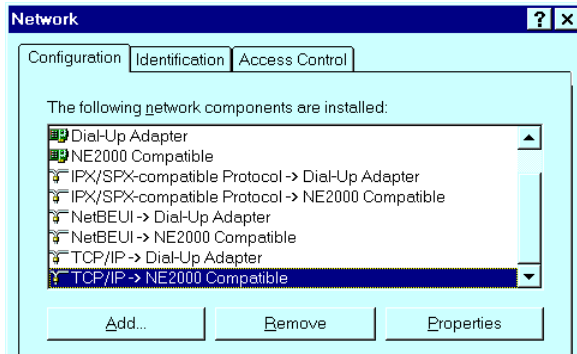 Network
Configuration Identification Access Control
The following network components are installed:
Dial-Up Adapter
NE2000 Compatible
IPX/SPX-compatible Protocol -> Dial-Up Adapter
IPX/SPX-compatible Protocol -> NE2000 Compatible
NetBEUI -> Dial-Up Adapter
NetBEUI -> NE2000 Compatible
TCP/IP -> Dial-Up Adapter
TCP/IP -> NE2000 Compatible
Add... Remove Properties